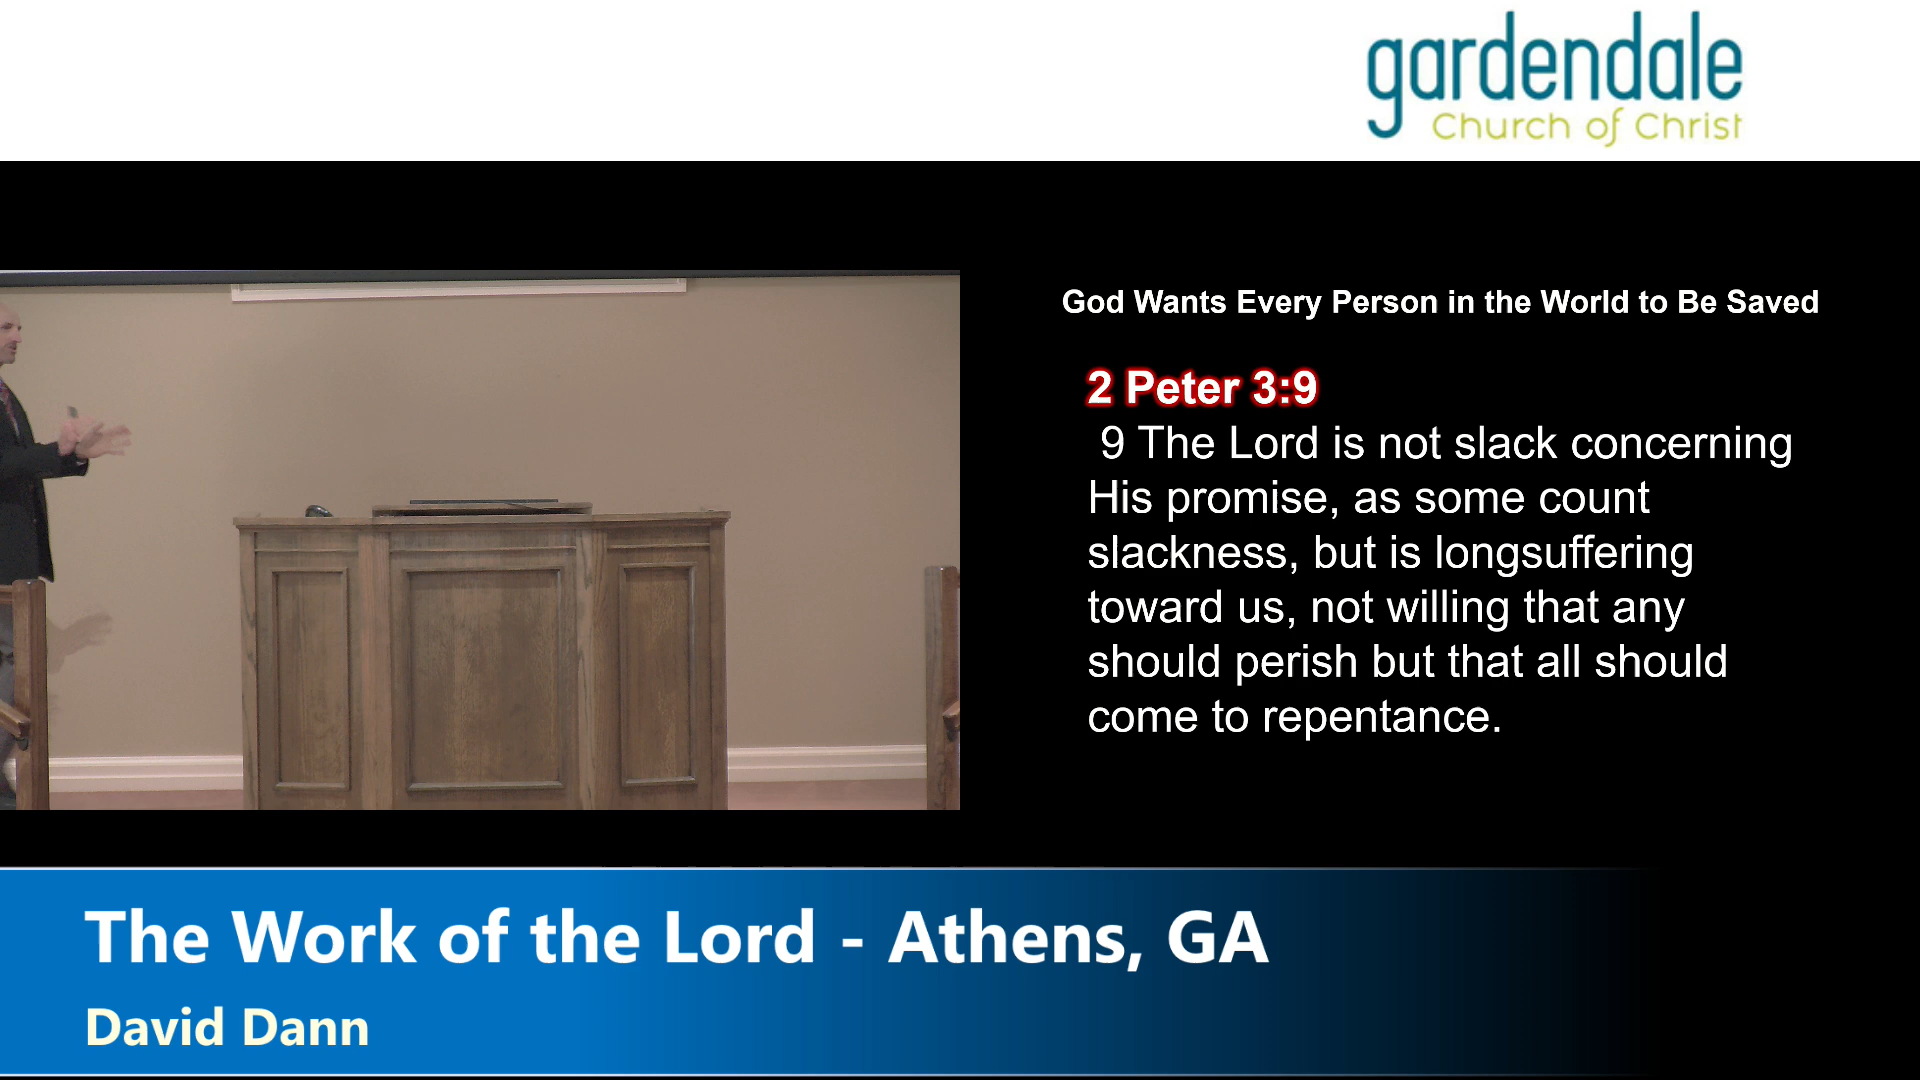 gardendale
Church of Christ
God Wants Every Person in the World to Be Saved
2 Peter 3:9
9 The Lord is not slack concerning
His promise, as some count
slackness, but is longsuffering
toward us, not willing that any
should perish but that all should
come to repentance.
The Work of the Lord - Athens, GA
David Dann